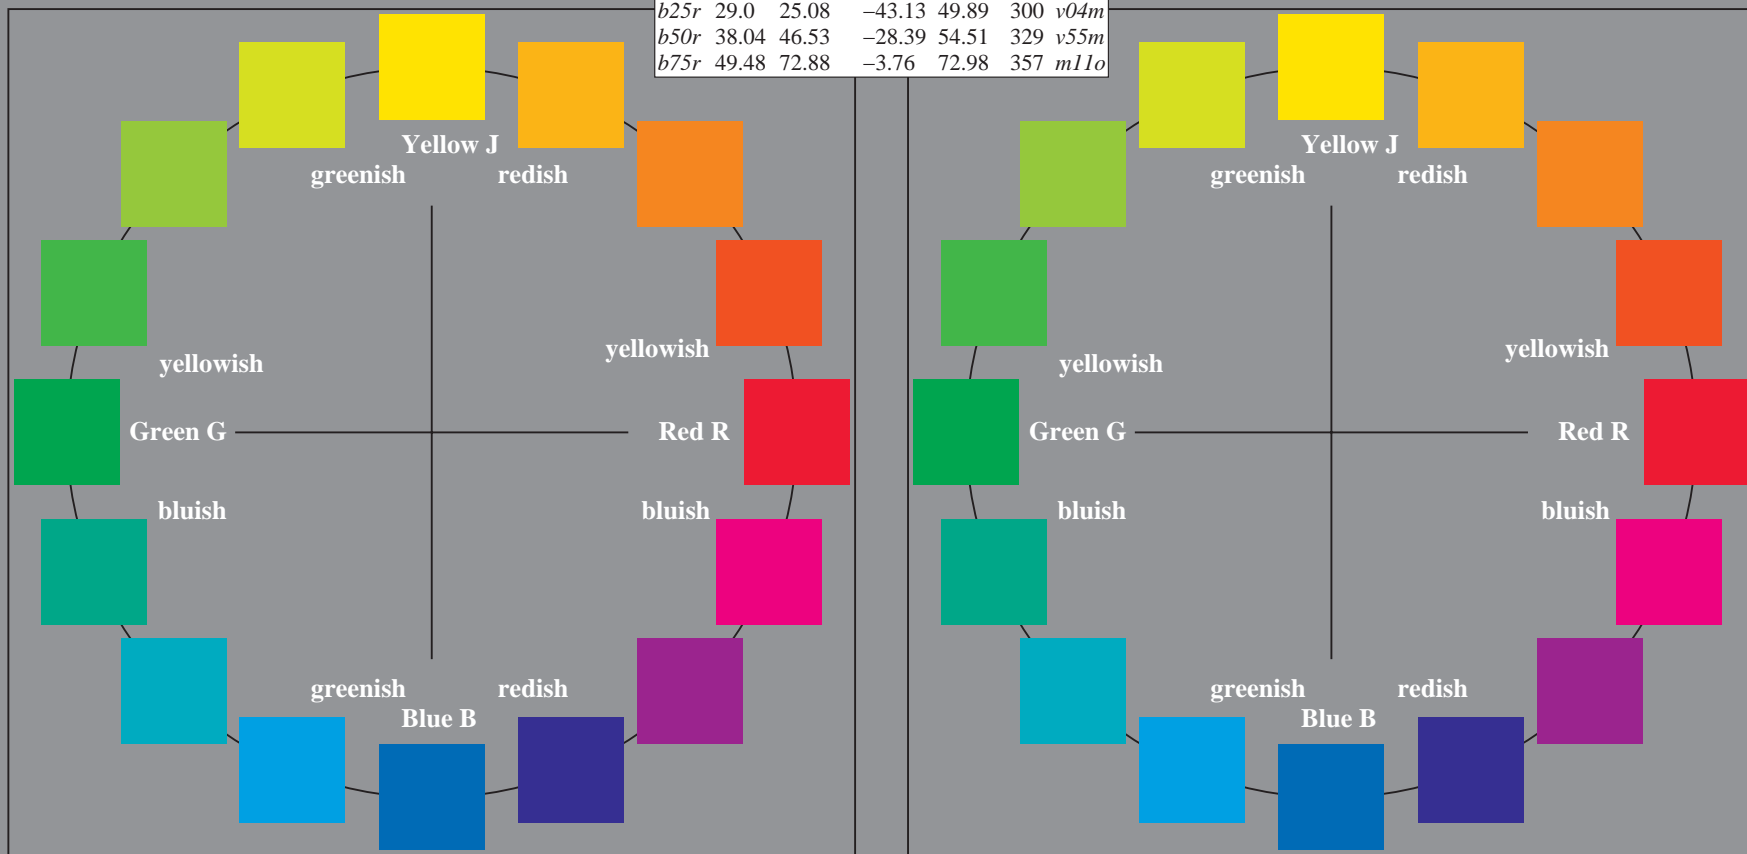 b25r 29.0 25.08 −43.13 49.89 300 v04m
b50r 38.04 46.53 −28.39 54.51 329 v55m
b75r 49.48 72.88 −3.76 72.98 357 m11o
Yellow J
greenish redish
yellowish
yellowish
Green G Red R
bluish bluish
greenish redish
Blue B
Yellow J
greenish redish
yellowish
yellowish
Green G Red R
bluish bluish
greenish redish
Blue B